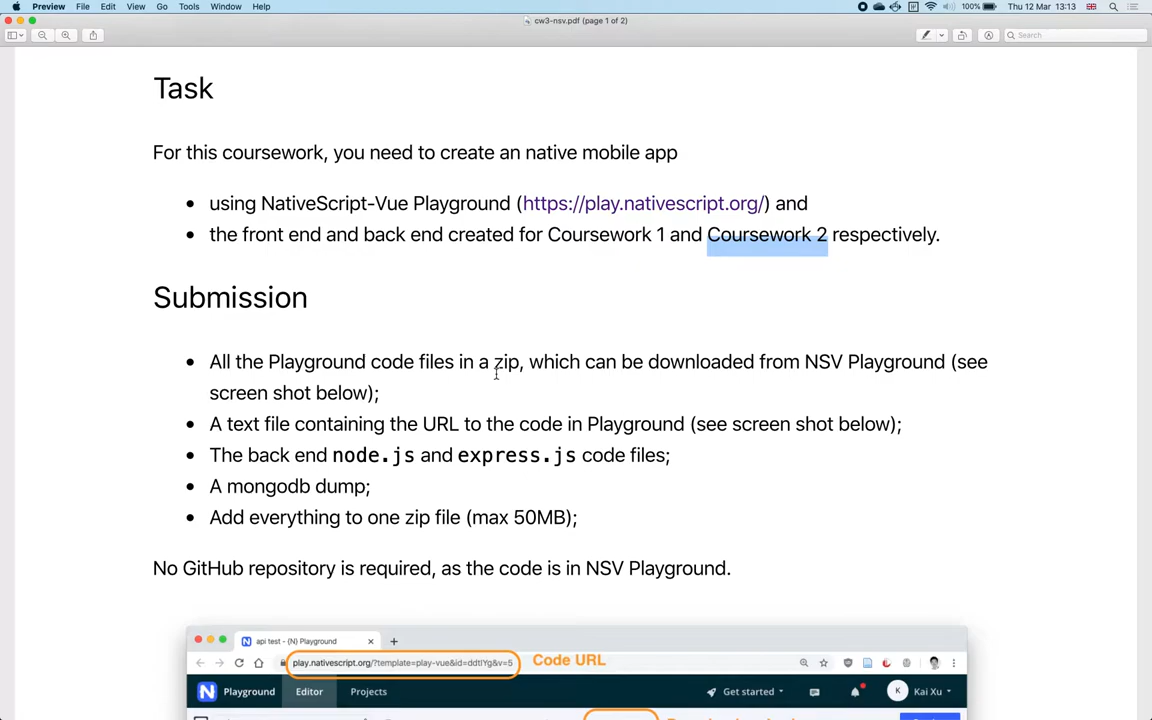 Preview File Edit View Go Tools Window Help 100% Thu 12 Mar 13:13
cw3-nsv.pdf (page 1 of 2)
Search
Task
For this coursework, you need to create an native mobile app
• using NativeScript-Vue Playground (https://play.nativescript.org/) and
• the front end and back end created for Coursework 1 and Coursework 2 respectively.
Submission
• All the Playground code files in a zip, which can be downloaded from NSV Playground (see
screen shot below);
• A text file containing the URL to the code in Playground (see screen shot below);
• The back end node.js and express.js code files;
• A mongodb dump;
• Add everything to one zip file (max 50MB);
No GitHub repository is required, as the code is in NSV Playground.
api test - {N} Playground
play.nativescript.org/?template=play-vue&id=ddtlYg&v=5 Code URL
N Playground Editor Projects Get started K Kai Xu